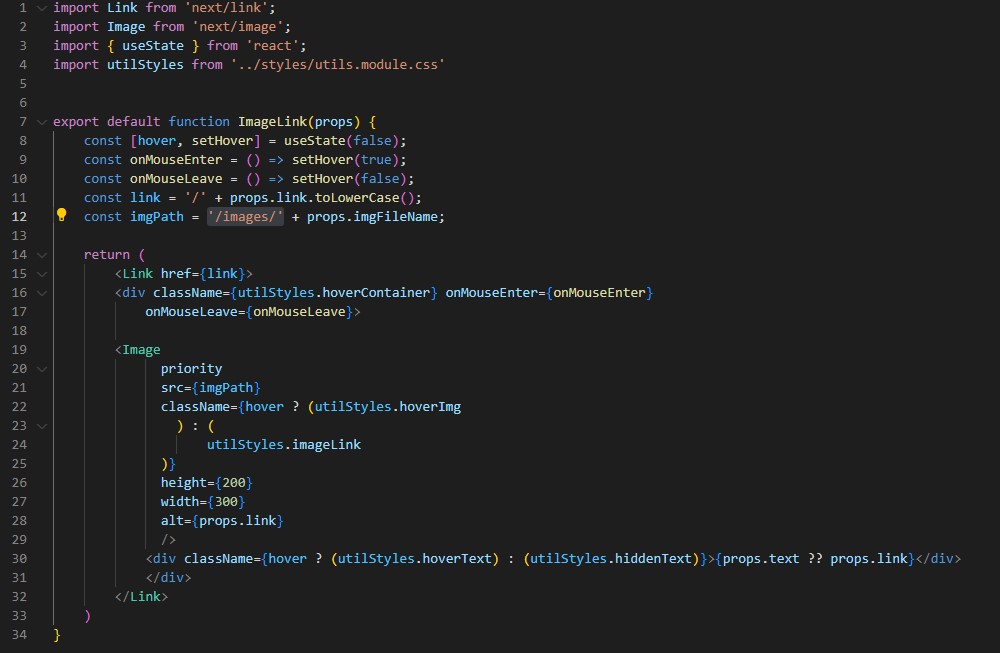 1 import Link from 'next/link';
2 import Image from 'next/image';
3 import { useState } from 'react';
4 import utilStyles from '../styles/utils.module.css'
5
6
7 export default function ImageLink(props) {
8     const [hover, setHover] = useState(false);
9     const onMouseEnter = () => setHover(true);
10     const onMouseLeave = () => setHover(false);
11     const link = '/' + props.link.toLowerCase();
12     const imgPath = '/images/' + props.imgFileName;
13
14     return (
15         <Link href={link}>
16         <div className={utilStyles.hoverContainer} onMouseEnter={onMouseEnter}
17             onMouseLeave={onMouseLeave}>
18
19         <Image
20               priority
21               src={imgPath}
22               className={hover ? (utilStyles.hoverImg
23                 ) : (
24                     utilStyles.imageLink
25               )}
26               height={200}
27               width={300}
28               alt={props.link}
29               />
30             <div className={hover ? (utilStyles.hoverText) : (utilStyles.hiddenText)}>{props.text ?? props.link}</div>
31             </div>
32         </Link>
33     )
34 }